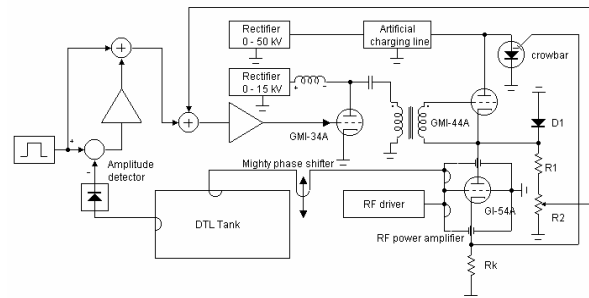 Rectifier
0 - 50 kV
Artificial
charging line
crowbar
Rectifier
0 - 15 kV
+
-
GMI-34A
GMI-44A
D1
+
-
Amplitude
detector
Mighty phase shifter
R1
GI-54A
R2
DTL Tank
RF driver
RF power amplifier
Rk